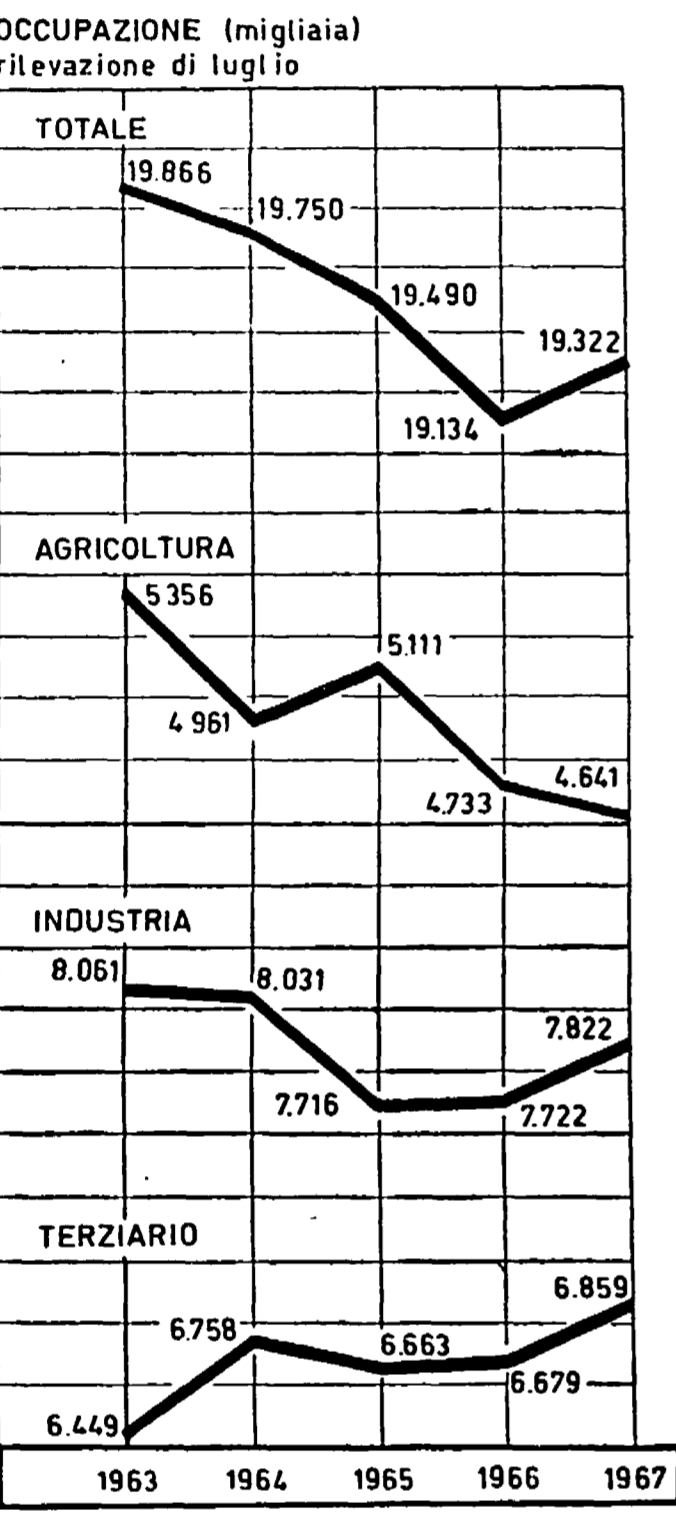 OCCUPAZIONE (migliaia)
rilevazione di luglio
TOTALE
19.866
19.750
19.490
19.322
19.134
AGRICOLTURA
5 356
5.111
4 961
4.641
4.733
INDUSTRIA
8.061
8.031
7.822
7.716
7.722
TERZIARIO
6.859
6.758
6.663
6.679
6.449
1963 1964 1965 1966 1967